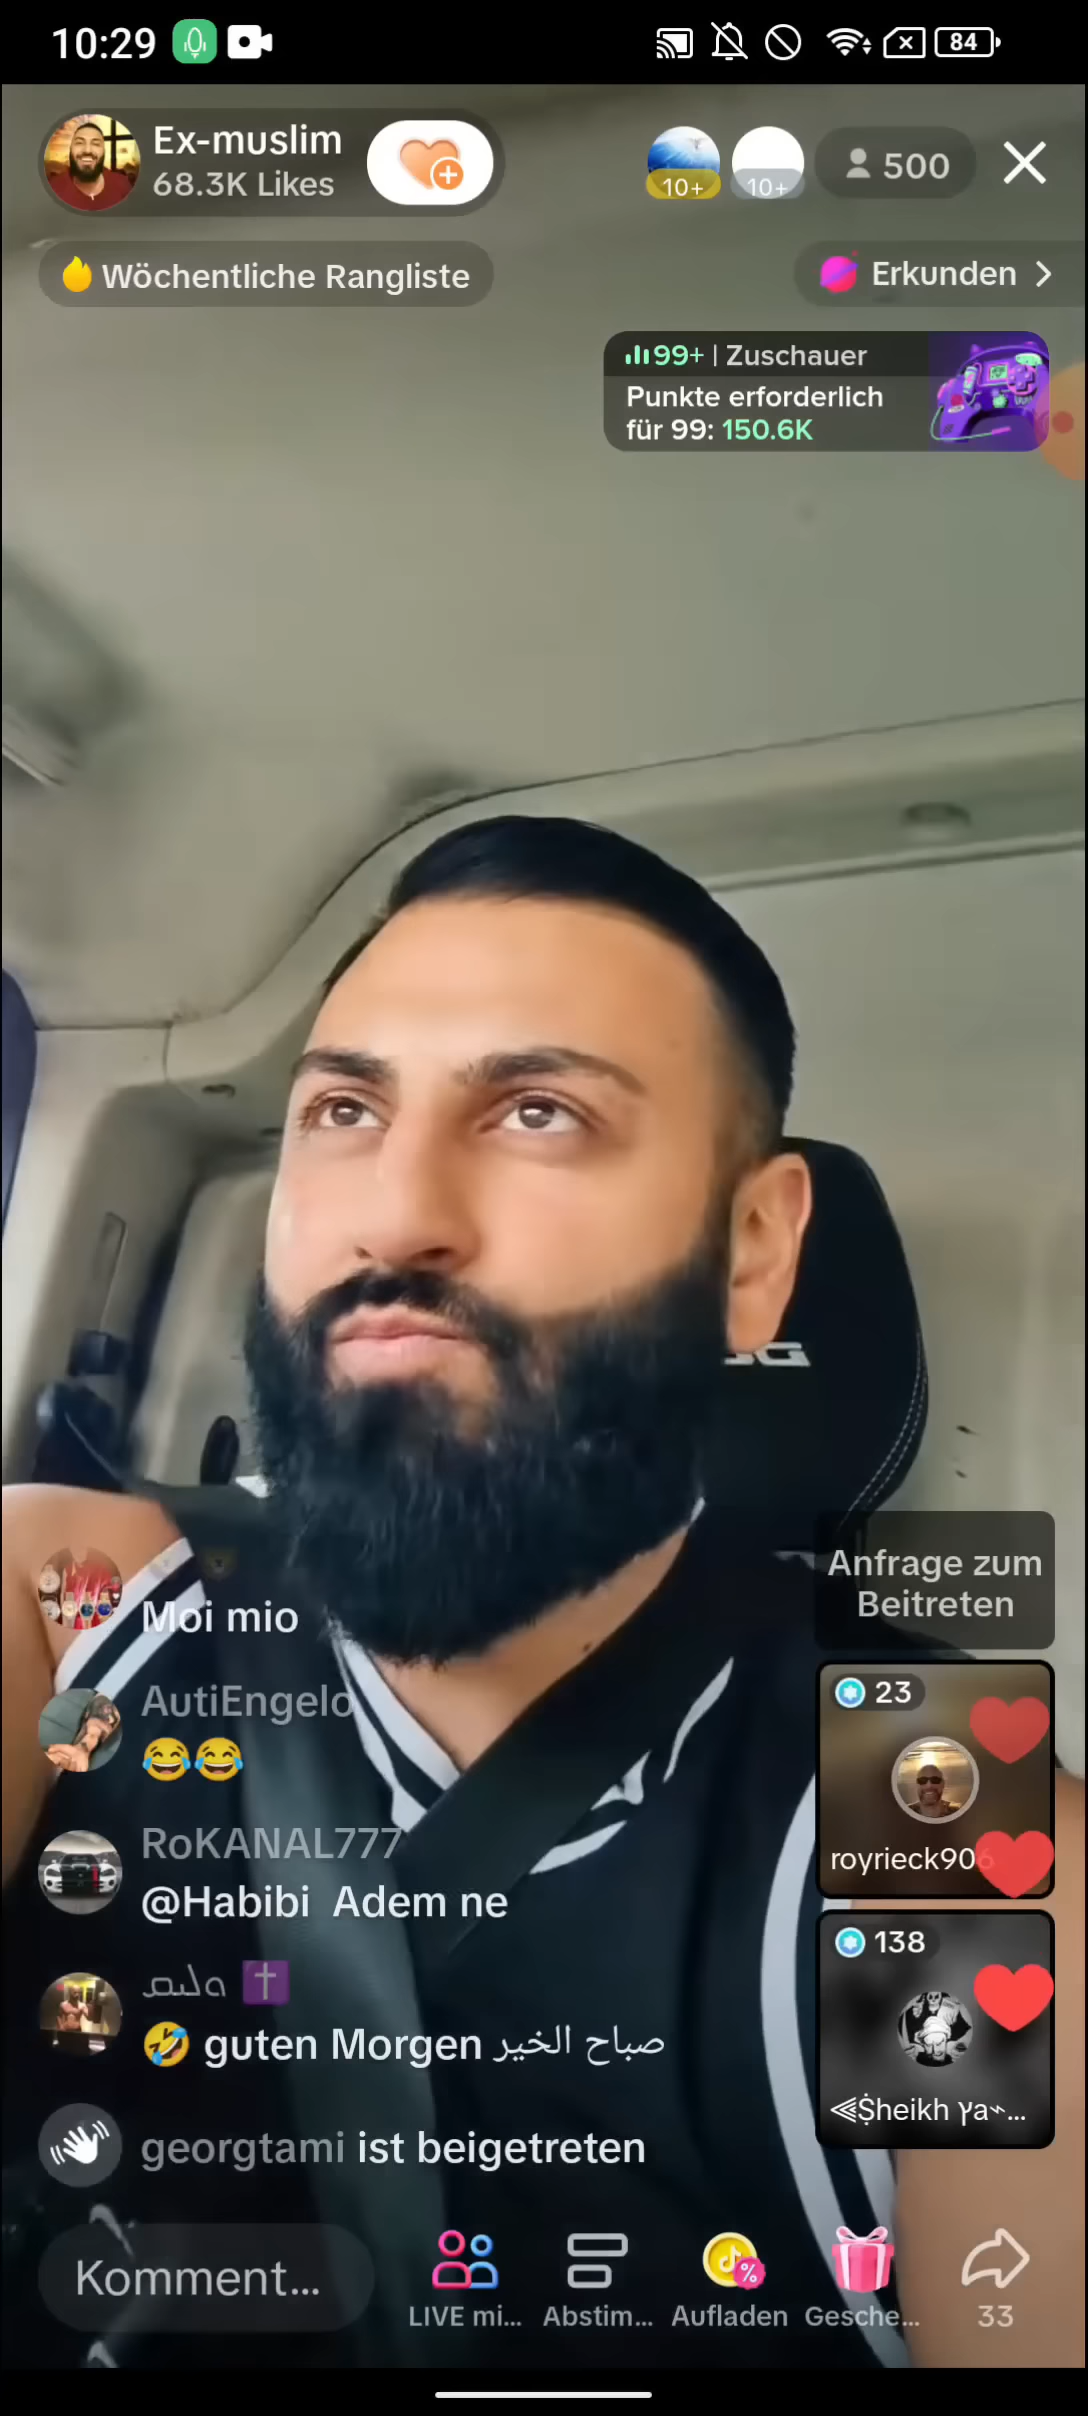 10:29
84
Ex-muslim
68.3K Likes
10+
10+
500
Wöchentliche Rangliste
Erkunden
99+ | Zuschauer
Punkte erforderlich
für 99: 150.6K
Anfrage zum
Beitreten
Moi mio
23
AutiEngelo
😂😂
royrieck906
RoKANAL777
@Habibi Adem ne
138
🤣 guten Morgen صباح الخير
georgtami ist beigetreten
Komment...
LIVE mi...
Abstim...
Aufladen
Gesche...
33